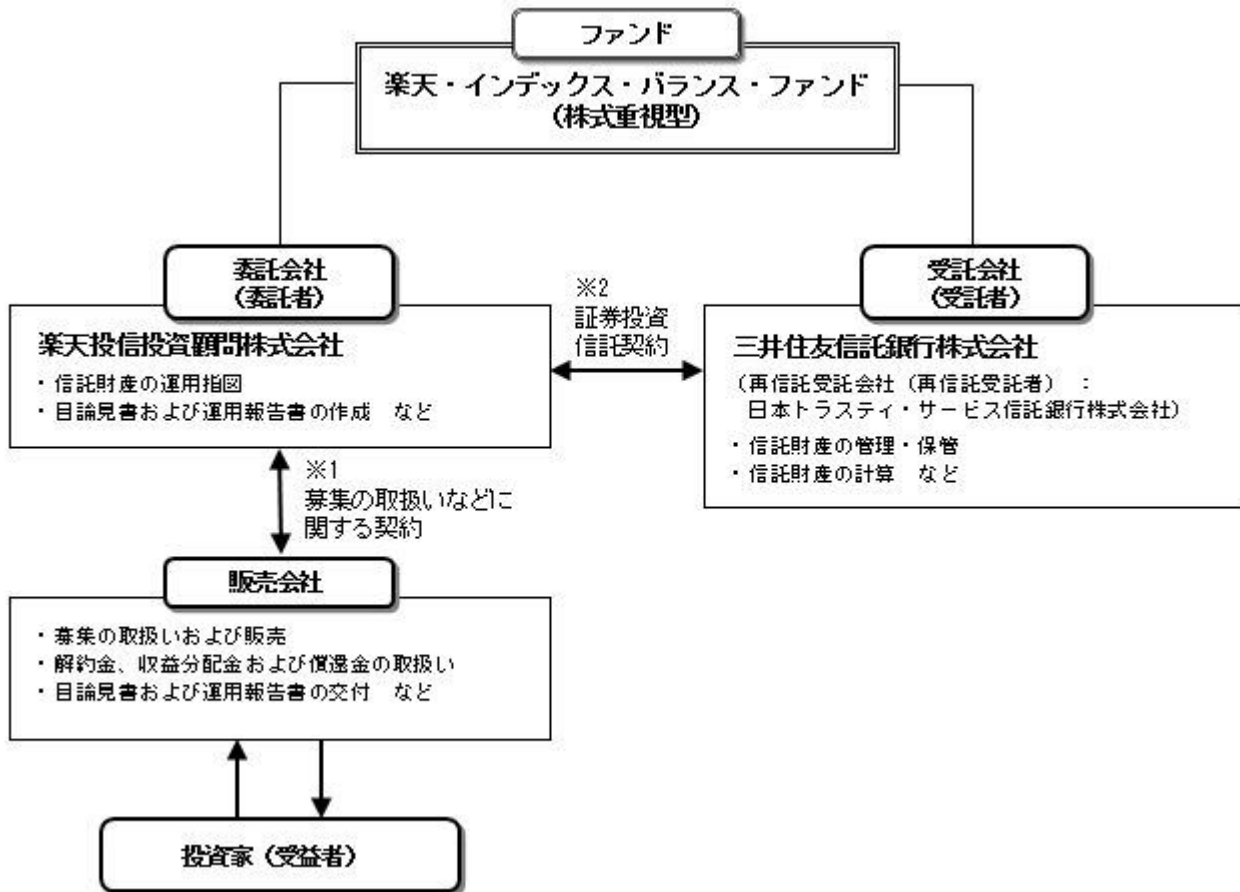 ファンド
楽天・インデックス・バランス・ファンド
(株式重視型)
委託会社
(委託者)
楽天投信投資顧問株式会社
・信託財産の運用指図
・目論見書および運用報告書の作成　など
※2
証券投資
信託契約
受託会社
(受託者)
三井住友信託銀行株式会社
(再信託受託会社（再信託受託者）　：
日本トラスティ・サービス信託銀行株式会社)
・信託財産の管理・保管
・信託財産の計算　など
※1
募集の取扱いなどに
関する契約
販売会社
・募集の取扱いおよび販売
・解約金、収益分配金および償還金の取扱い
・目論見書および運用報告書の交付　など
投資家（受益者）